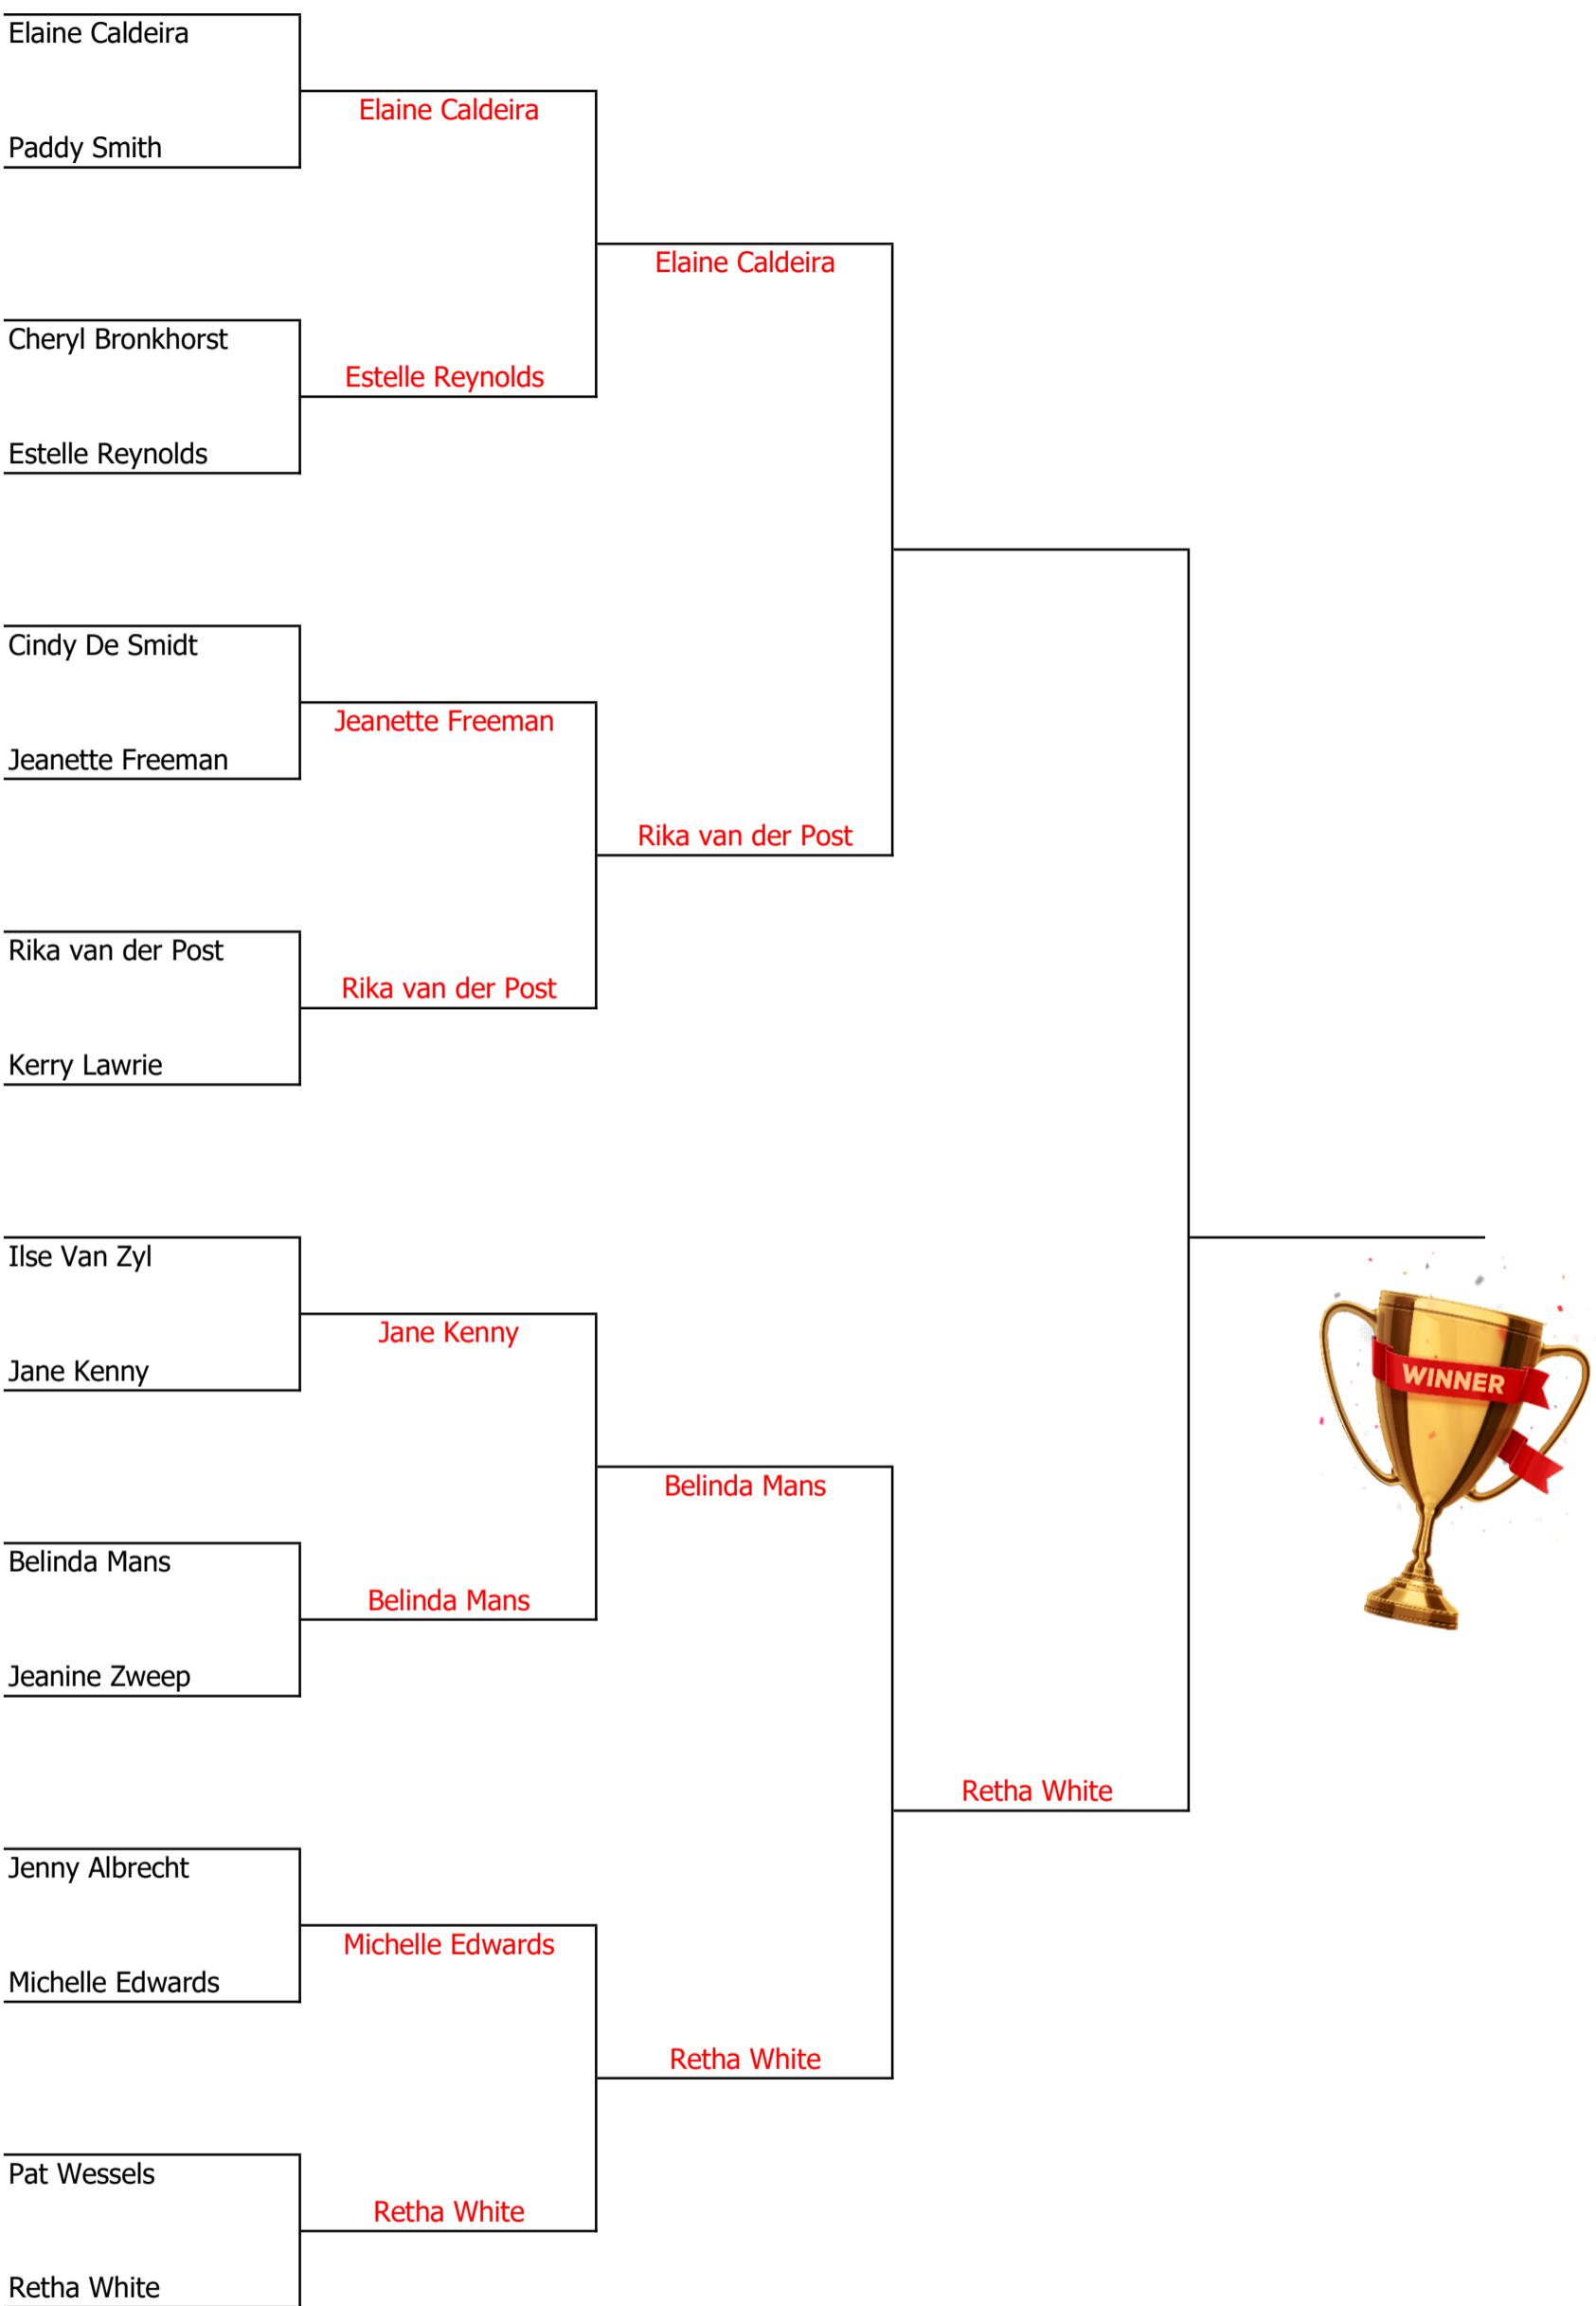 Elaine Caldeira
Elaine Caldeira
Paddy Smith
Elaine Caldeira
Cheryl Bronkhorst
Estelle Reynolds
Estelle Reynolds
Cindy De Smidt
Jeanette Freeman
Jeanette Freeman
Rika van der Post
Rika van der Post
Rika van der Post
Kerry Lawrie
Ilse Van Zyl
Jane Kenny
Jane Kenny
WINNER
Belinda Mans
Belinda Mans
Belinda Mans
Jeanine Zweep
Retha White
Jenny Albrecht
Michelle Edwards
Michelle Edwards
Retha White
Pat Wessels
Retha White
Retha White